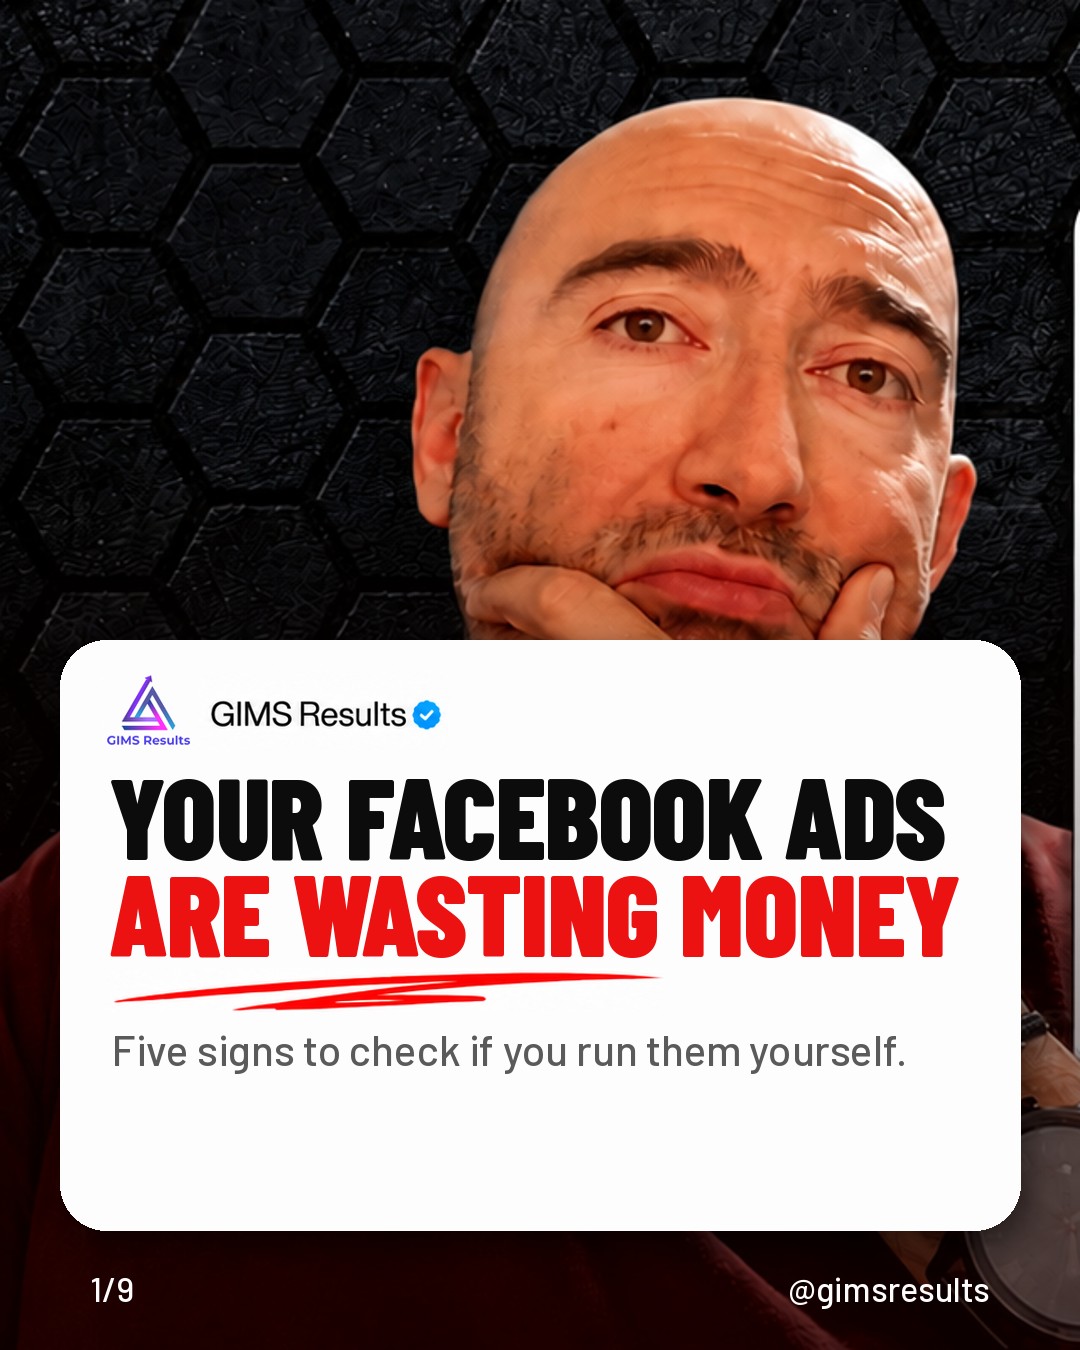 GIMS Results
GIMS Results
YOUR FACEBOOK ADS
ARE WASTING MONEY
Five signs to check if you run them yourself.
1/9
@gimsresults